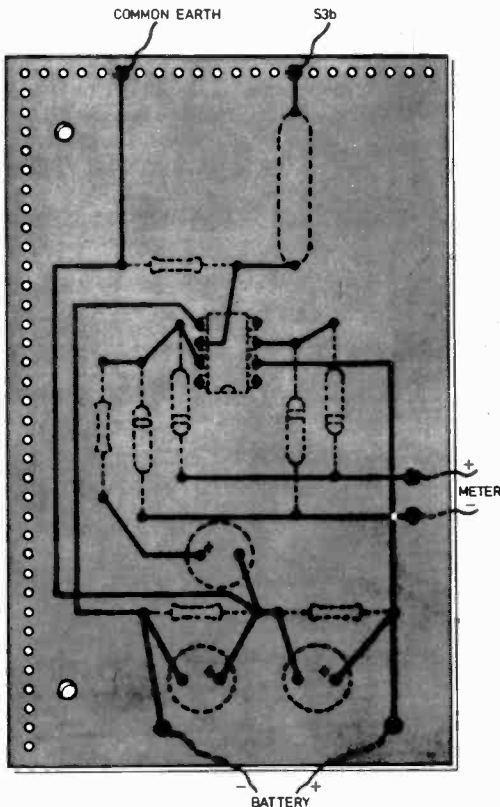 COMMON EARTH
S3b
+
+
METER
-
+
+
- +
BATTERY